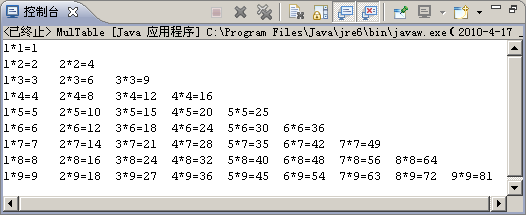 控制台
<已终止> MulTable [Java 应用程序] C:\Program Files\Java\jre6\bin\javaw.exe（2010-4-17
1*1=1
1*2=2 2*2=4
1*3=3 2*3=6 3*3=9
1*4=4 2*4=8 3*4=12 4*4=16
1*5=5 2*5=10 3*5=15 4*5=20 5*5=25
1*6=6 2*6=12 3*6=18 4*6=24 5*6=30 6*6=36
1*7=7 2*7=14 3*7=21 4*7=28 5*7=35 6*7=42 7*7=49
1*8=8 2*8=16 3*8=24 4*8=32 5*8=40 6*8=48 7*8=56 8*8=64
1*9=9 2*9=18 3*9=27 4*9=36 5*9=45 6*9=54 7*9=63 8*9=72 9*9=81